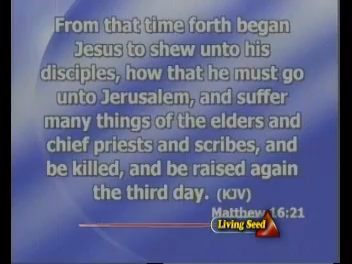 From that time forth began
Jesus to shew unto his
disciples, how that he must go
unto Jerusalem, and suffer
many things of the elders and
chief priests and scribes, and
be killed, and be raised again
the third day. (KJV)
Matthew 16:21
Living Seed